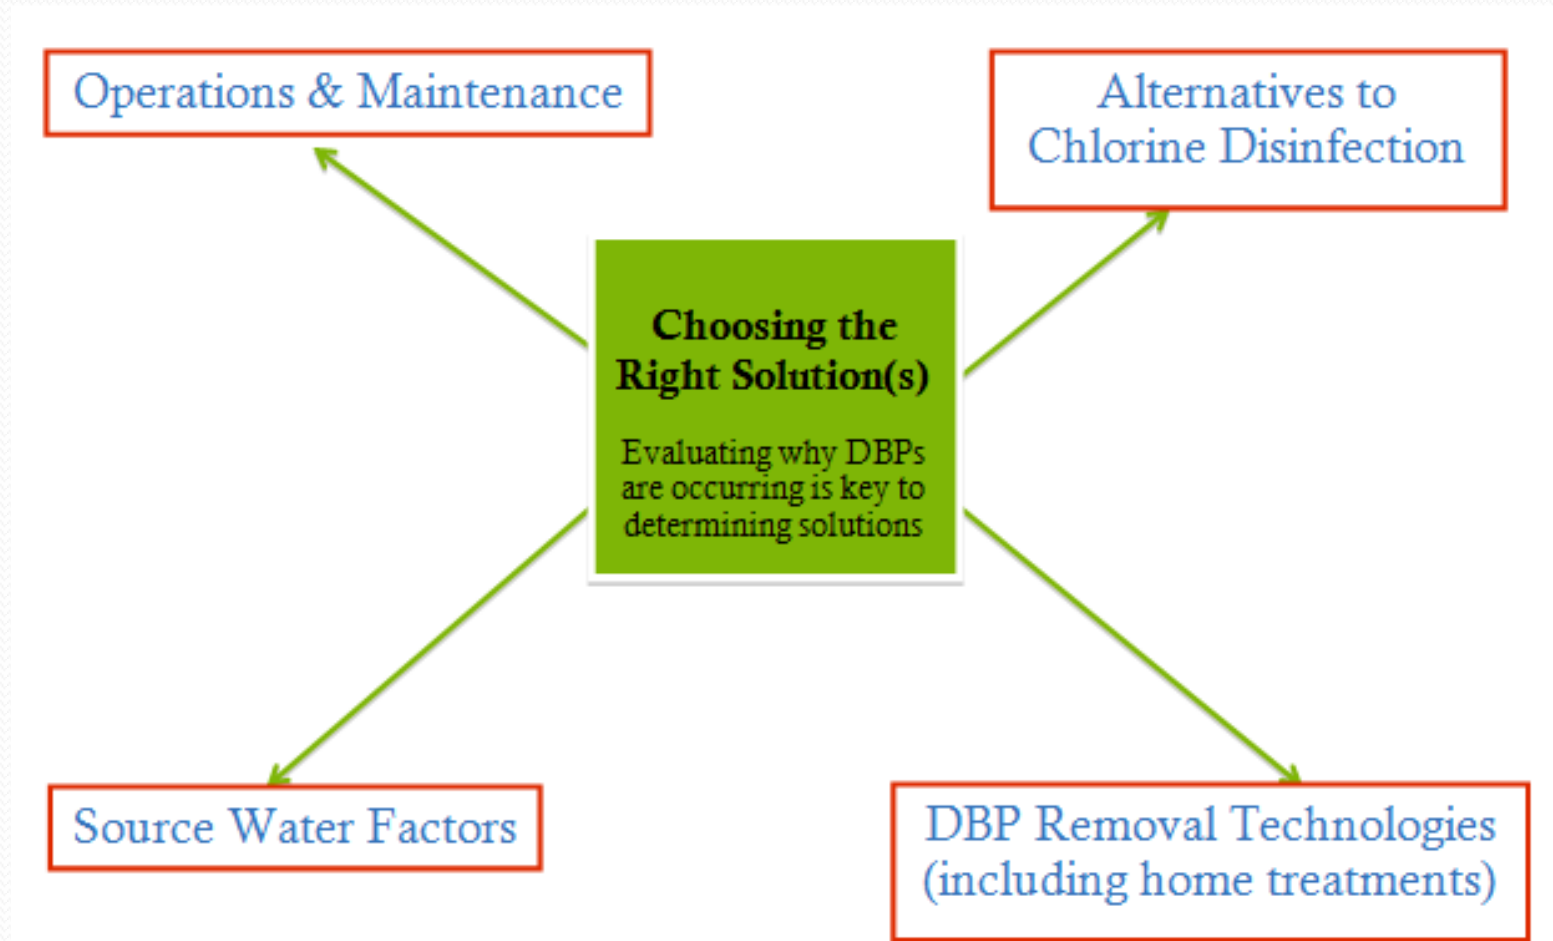 Operations & Maintenance
Alternatives to
Chlorine Disinfection
Choosing the
Right Solution(s)
Evaluating why DBPs
are occurring is key to
determining solutions
Source Water Factors
DBP Removal Technologies
(including home treatments)